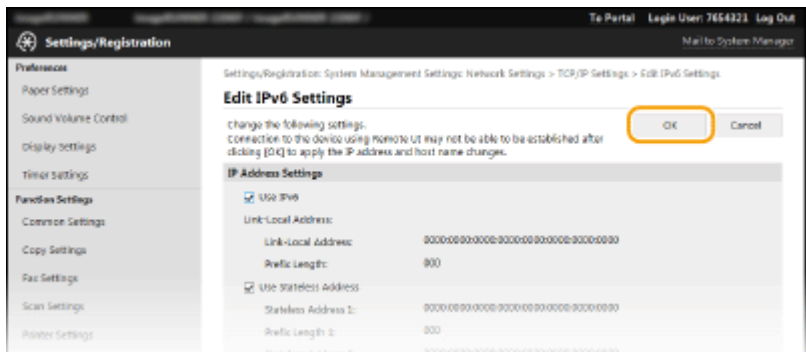 To Portal Login User: 7654321 Log Out
Settings/Registration
Mail to System Manager
Preferences
Paper Settings
Sound Volume Control
Display Settings
Timer Settings
Function Settings
Common Settings
Copy Settings
Fax Settings
Scan Settings
Printer Settings
Settings/Registration: System Management Settings: Network Settings > TCP/IP Settings > Edit IPv6 Settings
Edit IPv6 Settings
Change the following settings.
Connection to the device using Remote UI may not be able to be established after
clicking [OK] to apply the IP address and host name changes.
OK
Cancel
IP Address Settings
Use IPv6
Link-Local Address:
Link-Local Address: 0000:0000:0000:0000:0000:0000:0000:0000
Prefix Length: 000
Use Stateless Address
Stateless Address 1: 0000:0000:0000:0000:0000:0000:0000:0000
Prefix Length 1: 000